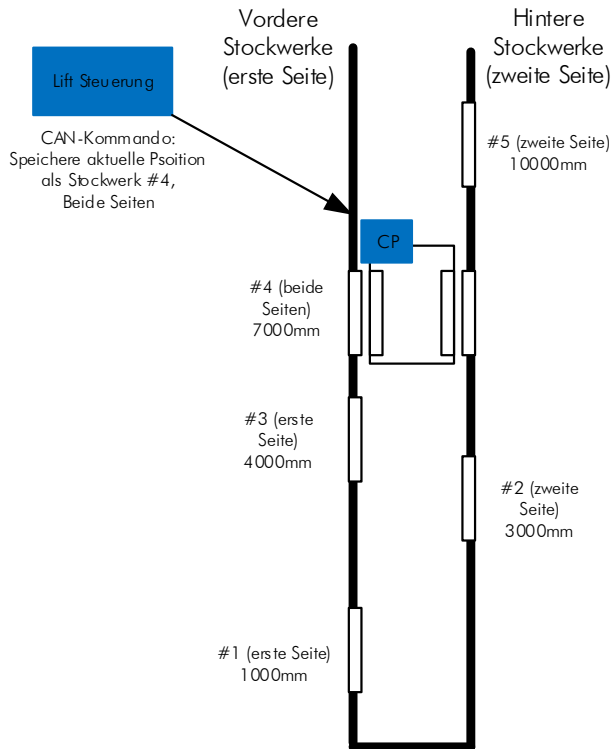 Vordere
Stockwerke
(erste Seite)
Hintere
Stockwerke
(zweite Seite)
Lift Steuerung
CAN-Kommando:
Speichere aktuelle Psoition
als Stockwerk #4,
Beide Seiten
#5 (zweite Seite)
10000mm
CP
#4 (beide
Seiten)
7000mm
#3 (erste
Seite)
4000mm
#2 (zweite
Seite)
3000mm
#1 (erste Seite)
1000mm